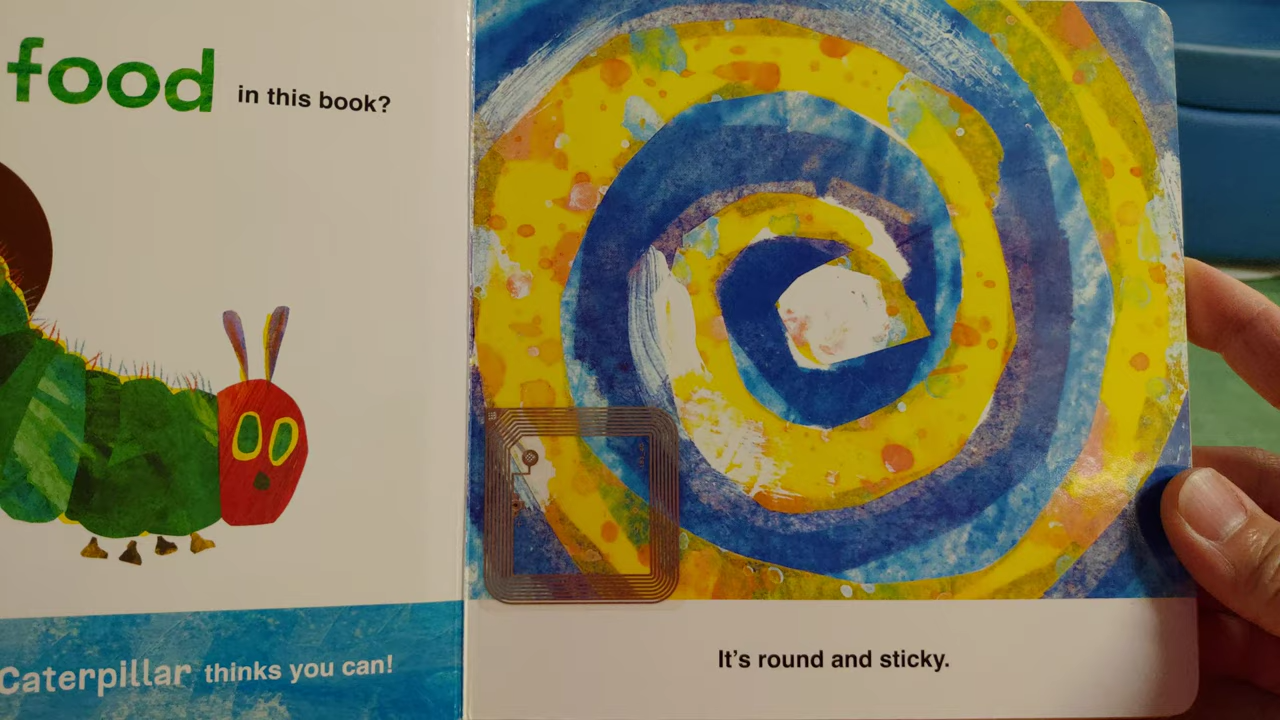 food in this book?
Caterpillar thinks you can!
It's round and sticky.